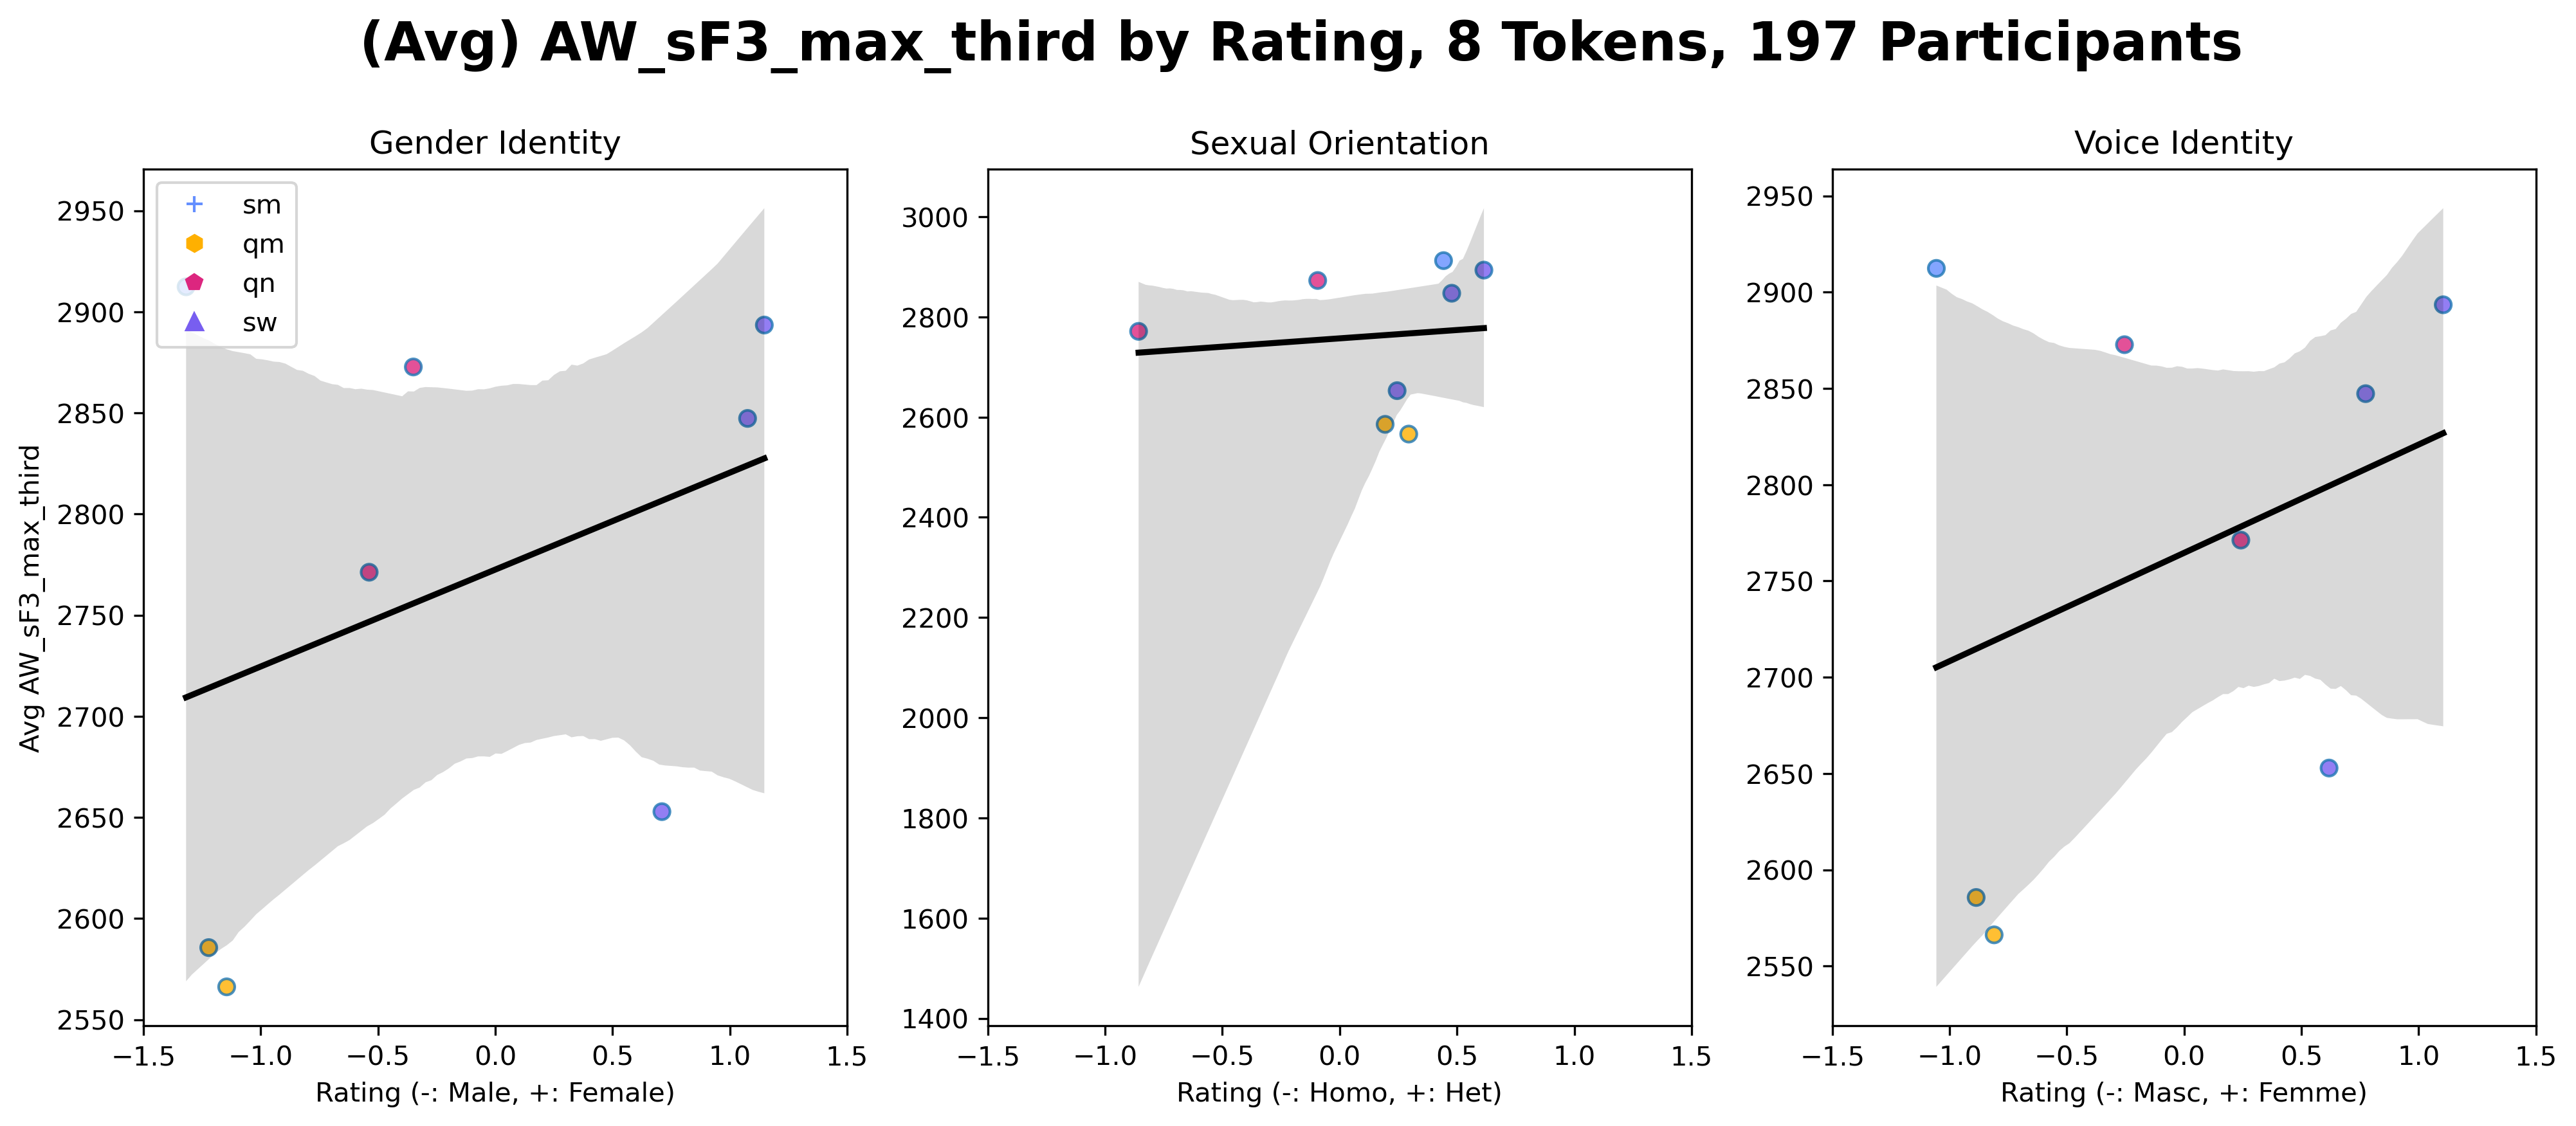 (Avg) AW_sF3_max_third by Rating, 8 Tokens, 197 Participants
Gender Identity
Sexual Orientation
Voice Identity
sm
qm
qn
sw
2950
2900
2850
2800
2750
2700
2650
2600
2550
Avg AW_sF3_max_third
−1.5 −1.0 −0.5 0.0 0.5 1.0 1.5
Rating (-: Male, +: Female)
3000
2800
2600
2400
2200
2000
1800
1600
1400
−1.5 −1.0 −0.5 0.0 0.5 1.0 1.5
Rating (-: Homo, +: Het)
2950
2900
2850
2800
2750
2700
2650
2600
2550
−1.5 −1.0 −0.5 0.0 0.5 1.0 1.5
Rating (-: Masc, +: Femme)